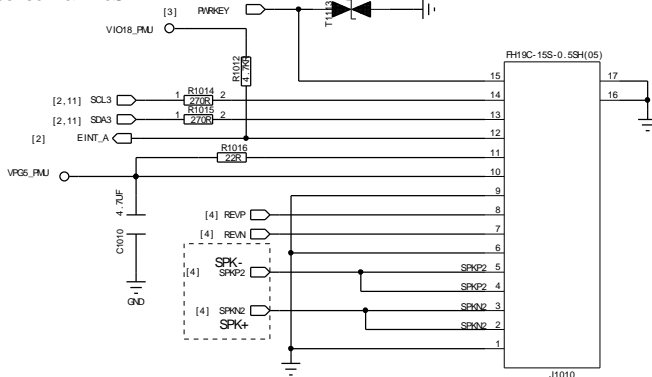 [3] PWRKEY
T1113
VIO18_PMU
FH19C-15S-0.5SH(05)
R1012
4.7KR
15
17
[2,11] SCL3 1 R1014 2
270R
14
16
[2,11] SDA3 1 R1015 2
270R
13
[2] EINT_A
12
R1016
22R
11
VPG5_PMU
10
4.7UF
C1010
GND
9
[4] REVP
8
[4] REVN
7
6
SPK-
[4] SPKP2
SPKP2 5
SPKP2 4
[4] SPKN2
SPK+
SPKN2 3
SPKN2 2
1
J1010